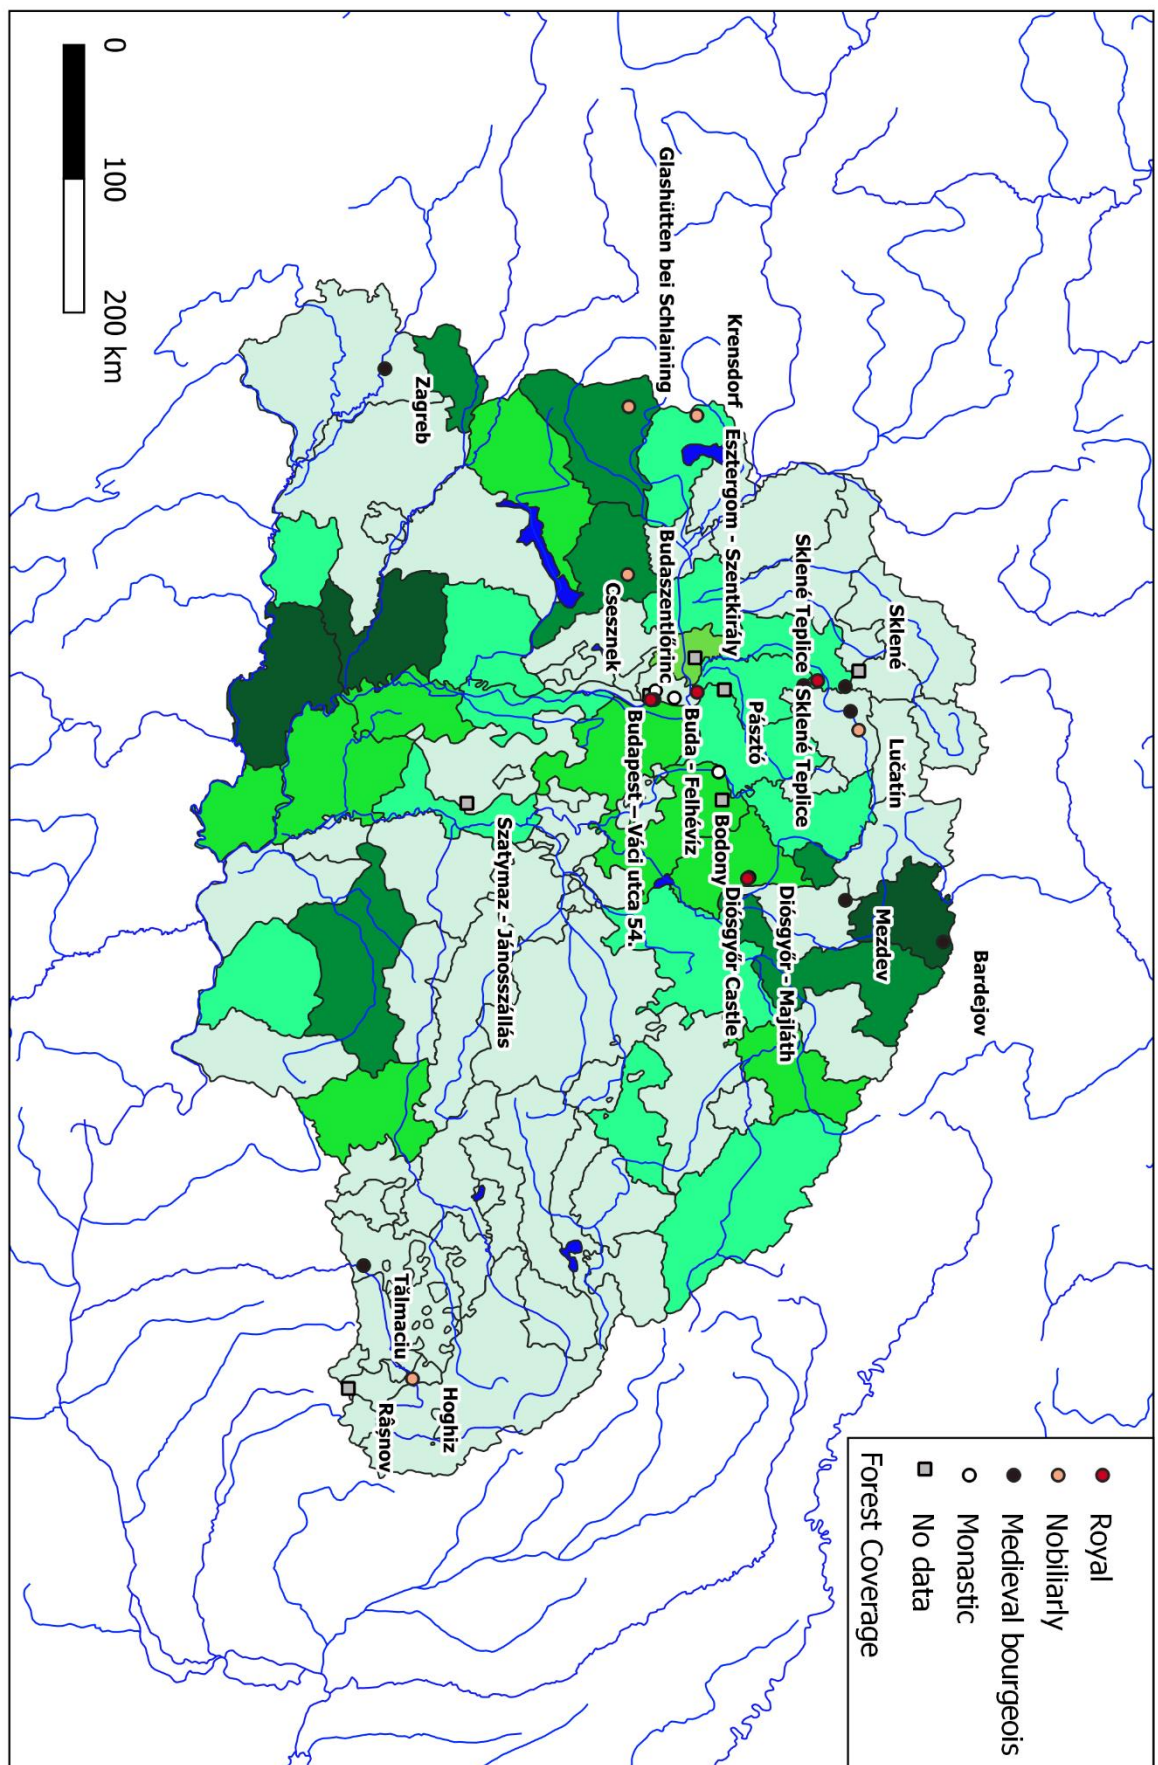 Royal
Nobiliarly
Medieval bourgeois
Monastic
No data
Forest Coverage
Bardejov
Sklené
Lučatín
Mezdev
Sklené Teplice
Sklené Teplice
Diósgyőr - Majláth
Krensdorf
Esztergom - Szentkirály
Pásztó
Bodony
Diósgyőr Castle
Glashütten bei Schlaining
Budaszentlőrinc
Buda - Felhévíz
Csesznek
Budapest – Váci utca 54.
Szatymaz - Jánosszállás
Zagreb
Tălmaciu
Hoghiz
Râșnov
0 100 200 km